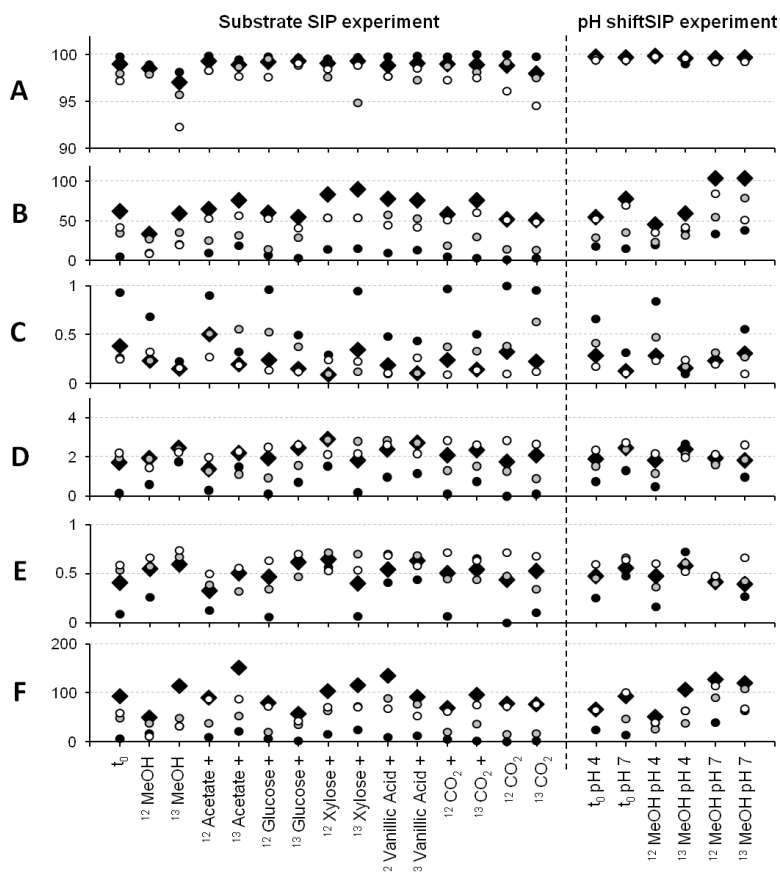 Substrate SIP experiment
pH shiftSIP experiment
A
100
95
90
B
100
50
0
C
1
0.5
0
D
4
2
0
E
1
0.5
0
F
200
100
0
t₀
¹² MeOH
¹³ MeOH
¹² Acetate +
¹³ Acetate +
¹² Glucose +
¹³ Glucose +
¹² Xylose +
¹³ Xylose +
² Vanillic Acid +
³ Vanillic Acid +
¹² CO₂ +
¹³ CO₂ +
¹² CO₂
¹³ CO₂
t₀ pH 4
t₀ pH 7
¹² MeOH pH 4
¹³ MeOH pH 4
¹² MeOH pH 7
¹³ MeOH pH 7